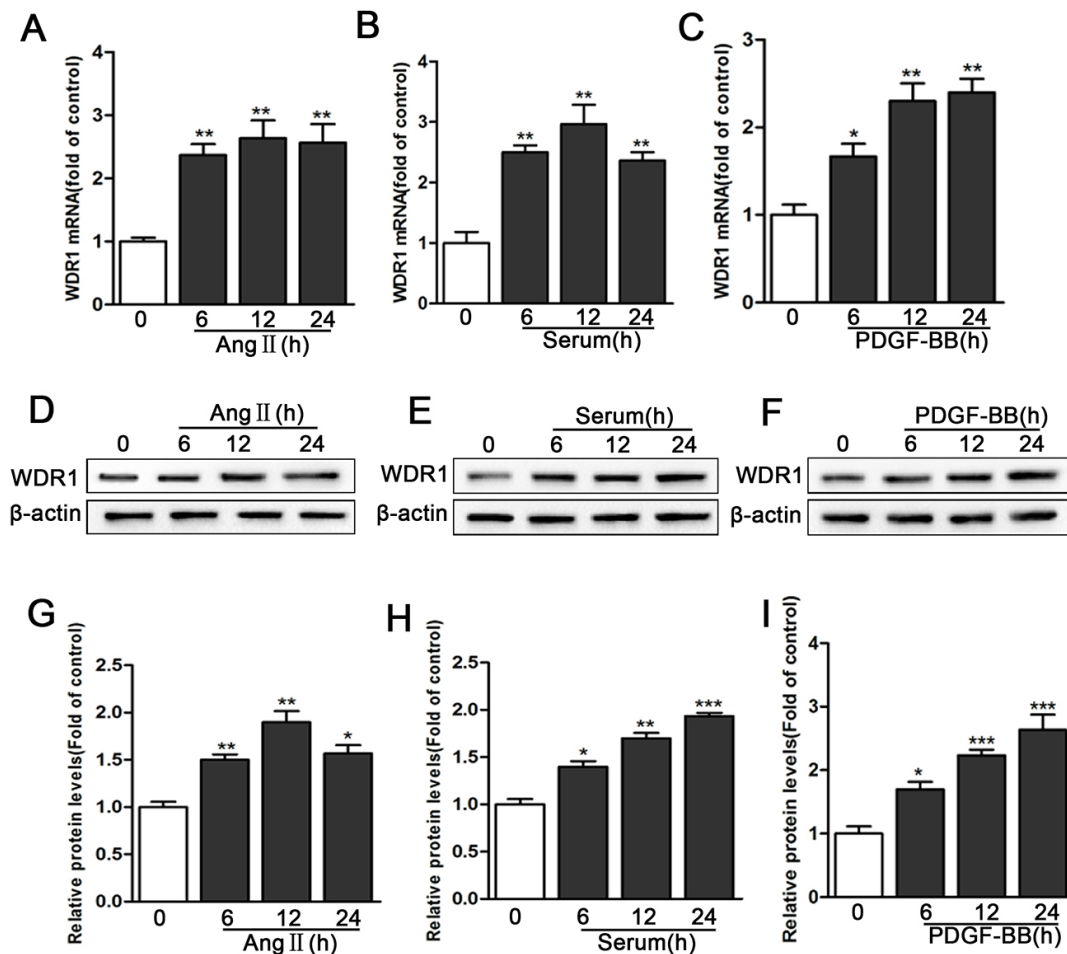 A
WDR1 mRNA(fold of control)
4
3
2
1
0
** ** **
0 6 12 24
Ang Ⅱ(h)
B
WDR1 mRNA(fold of control)
4
3
2
1
0
** ** **
0 6 12 24
Serum(h)
C
WDR1 mRNA(fold of control)
3
2
1
0
* ** **
0 6 12 24
PDGF-BB(h)
D
Ang Ⅱ(h)
0 6 12 24
WDR1
β-actin
E
Serum(h)
0 6 12 24
WDR1
β-actin
F
PDGF-BB(h)
0 6 12 24
WDR1
β-actin
G
Relative protein levels(Fold of control)
2.5
2.0
1.5
1.0
0.5
0.0
** ** *
0 6 12 24
Ang Ⅱ(h)
H
Relative protein levels(Fold of control)
2.5
2.0
1.5
1.0
0.5
0.0
* ** ***
0 6 12 24
Serum(h)
I
Relative protein levels(Fold of control)
4
3
2
1
0
* *** ***
0 6 12 24
PDGF-BB(h)